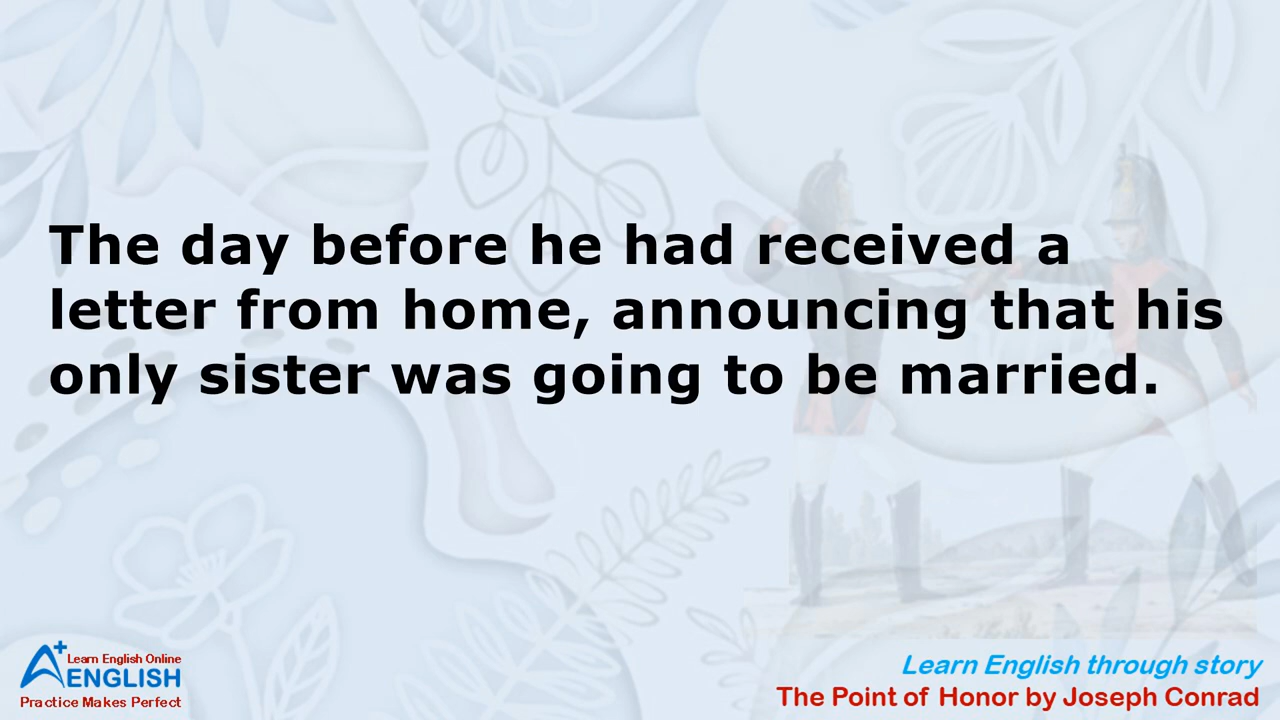 The day before he had received a
letter from home, announcing that his
only sister was going to be married.
A+ Learn English Online
ENGLISH
Practice Makes Perfect
Learn English through story
The Point of Honor by Joseph Conrad